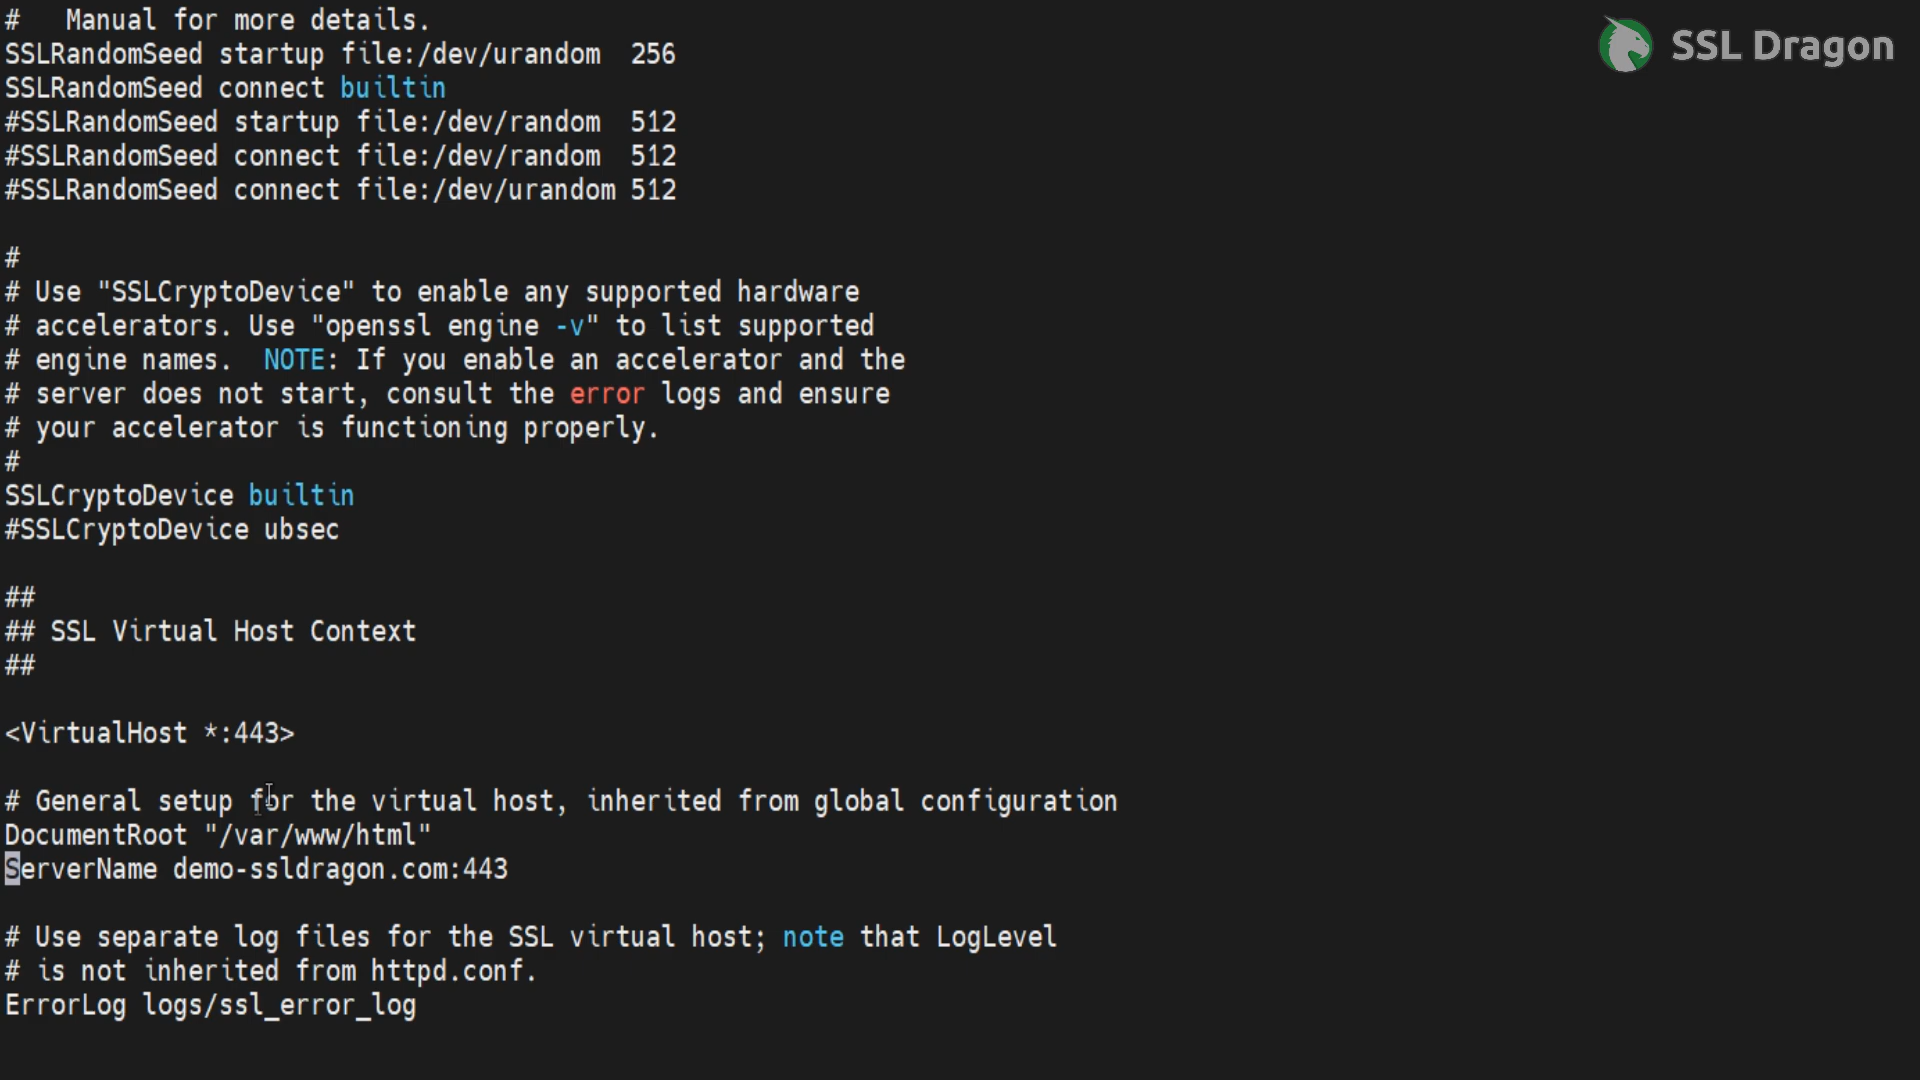 #   Manual for more details.
SSLRandomSeed startup file:/dev/urandom  256
SSLRandomSeed connect builtin
#SSLRandomSeed startup file:/dev/random  512
#SSLRandomSeed connect file:/dev/random  512
#SSLRandomSeed connect file:/dev/urandom 512
#
# Use "SSLCryptoDevice" to enable any supported hardware
# accelerators. Use "openssl engine -v" to list supported
# engine names.  NOTE: If you enable an accelerator and the
# server does not start, consult the error logs and ensure
# your accelerator is functioning properly.
#
SSLCryptoDevice builtin
#SSLCryptoDevice ubsec
##
## SSL Virtual Host Context
##
<VirtualHost *:443>
# General setup for the virtual host, inherited from global configuration
DocumentRoot "/var/www/html"
ServerName demo-ssldragon.com:443
# Use separate log files for the SSL virtual host; note that LogLevel
# is not inherited from httpd.conf.
ErrorLog logs/ssl_error_log
SSL Dragon